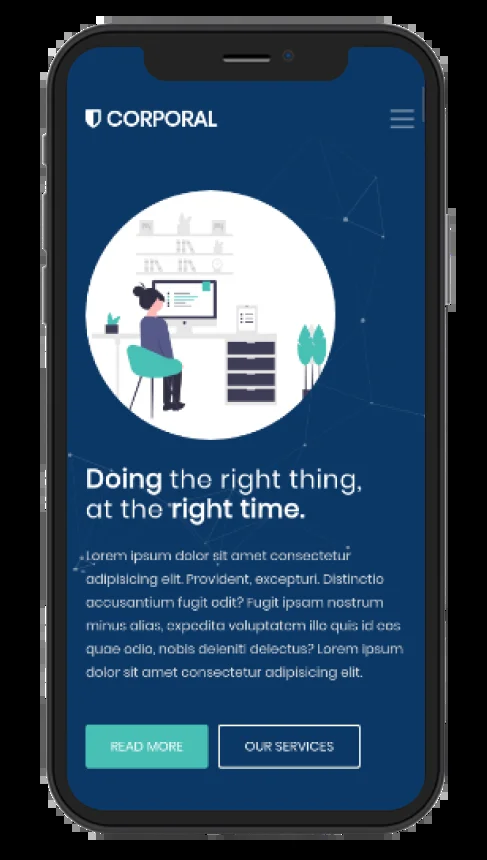 CORPORAL
Doing the right thing,
at the right time.
Lorem ipsum dolor sit amet consectetur
adipisicing elit. Provident, excepturi. Distinctio
accusantium fugit odit? Fugit ipsam nostrum
minus alias, expedita voluptatem illo quis id eos
quae odio, nobis deleniti delectus? Lorem ipsum
dolor sit amet consectetur adipisicing elit.
READ MORE
OUR SERVICES